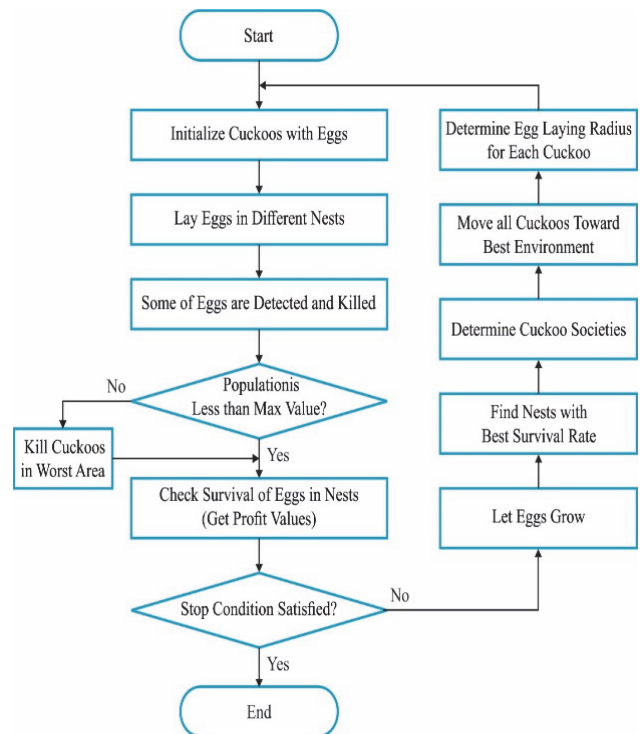 Start
Initialize Cuckoos with Eggs
Lay Eggs in Different Nests
Some of Eggs are Detected and Killed
Populationis
Less than Max Value?
No
Kill Cuckoos
in Worst Area
Yes
Check Survival of Eggs in Nests
(Get Profit Values)
Stop Condition Satisfied?
No
Yes
End
Let Eggs Grow
Find Nests with
Best Survival Rate
Determine Cuckoo Societies
Move all Cuckoos Toward
Best Environment
Determine Egg Laying Radius
for Each Cuckoo